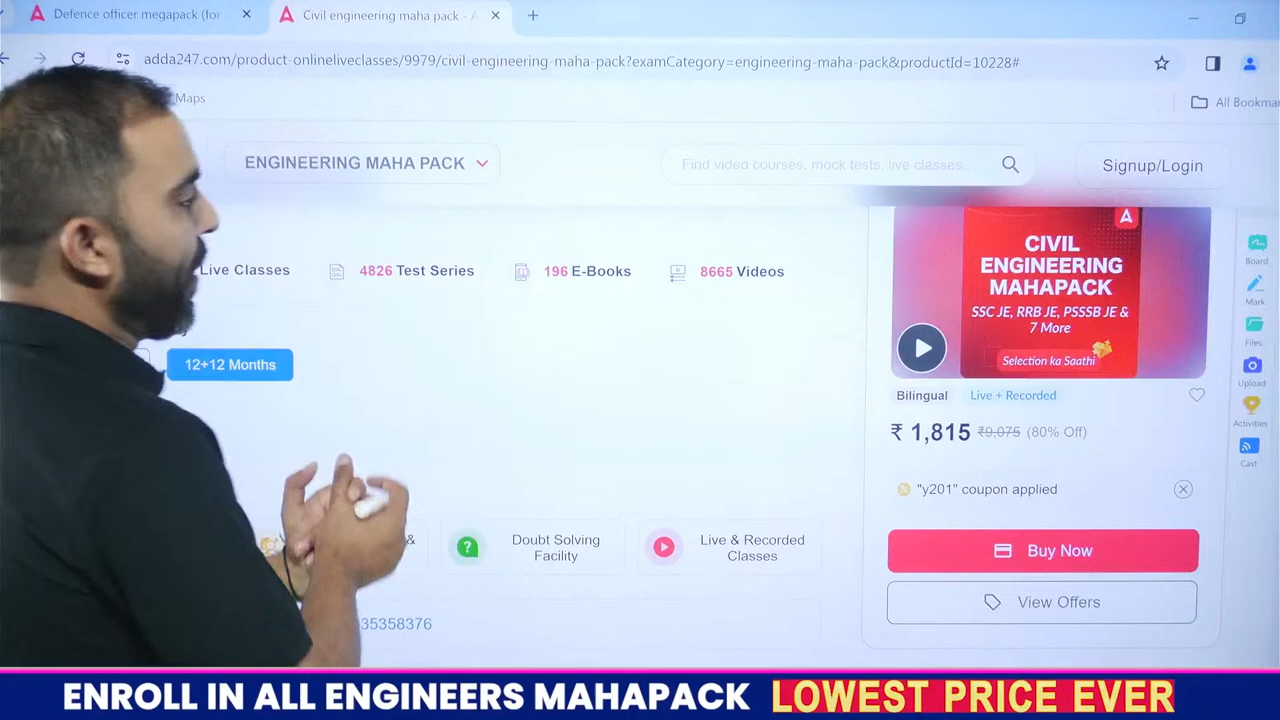 Defence officer megapack (for
Civil engineering maha pack - A
adda247.com/product-onlineliveclasses/9979/civil-engineering-maha-pack?examCategory=engineering-maha-pack&productId=10228#
Maps
All Bookmar
ENGINEERING MAHA PACK
Find video courses, mock tests, live classes..
Signup/Login
Live Classes
4826 Test Series
196 E-Books
8665 Videos
12+12 Months
CIVIL
ENGINEERING
MAHAPACK
SSC JE, RRB JE, PSSSB JE &
7 More
Selection ka Saathi
Bilingual
Live + Recorded
₹ 1,815 ₹9,075 (80% Off)
"y201" coupon applied
Buy Now
View Offers
&
Doubt Solving
Facility
Live & Recorded
Classes
35358376
Board
Mark
Files
Upload
Activities
Cast
ENROLL IN ALL ENGINEERS MAHAPACK LOWEST PRICE EVER